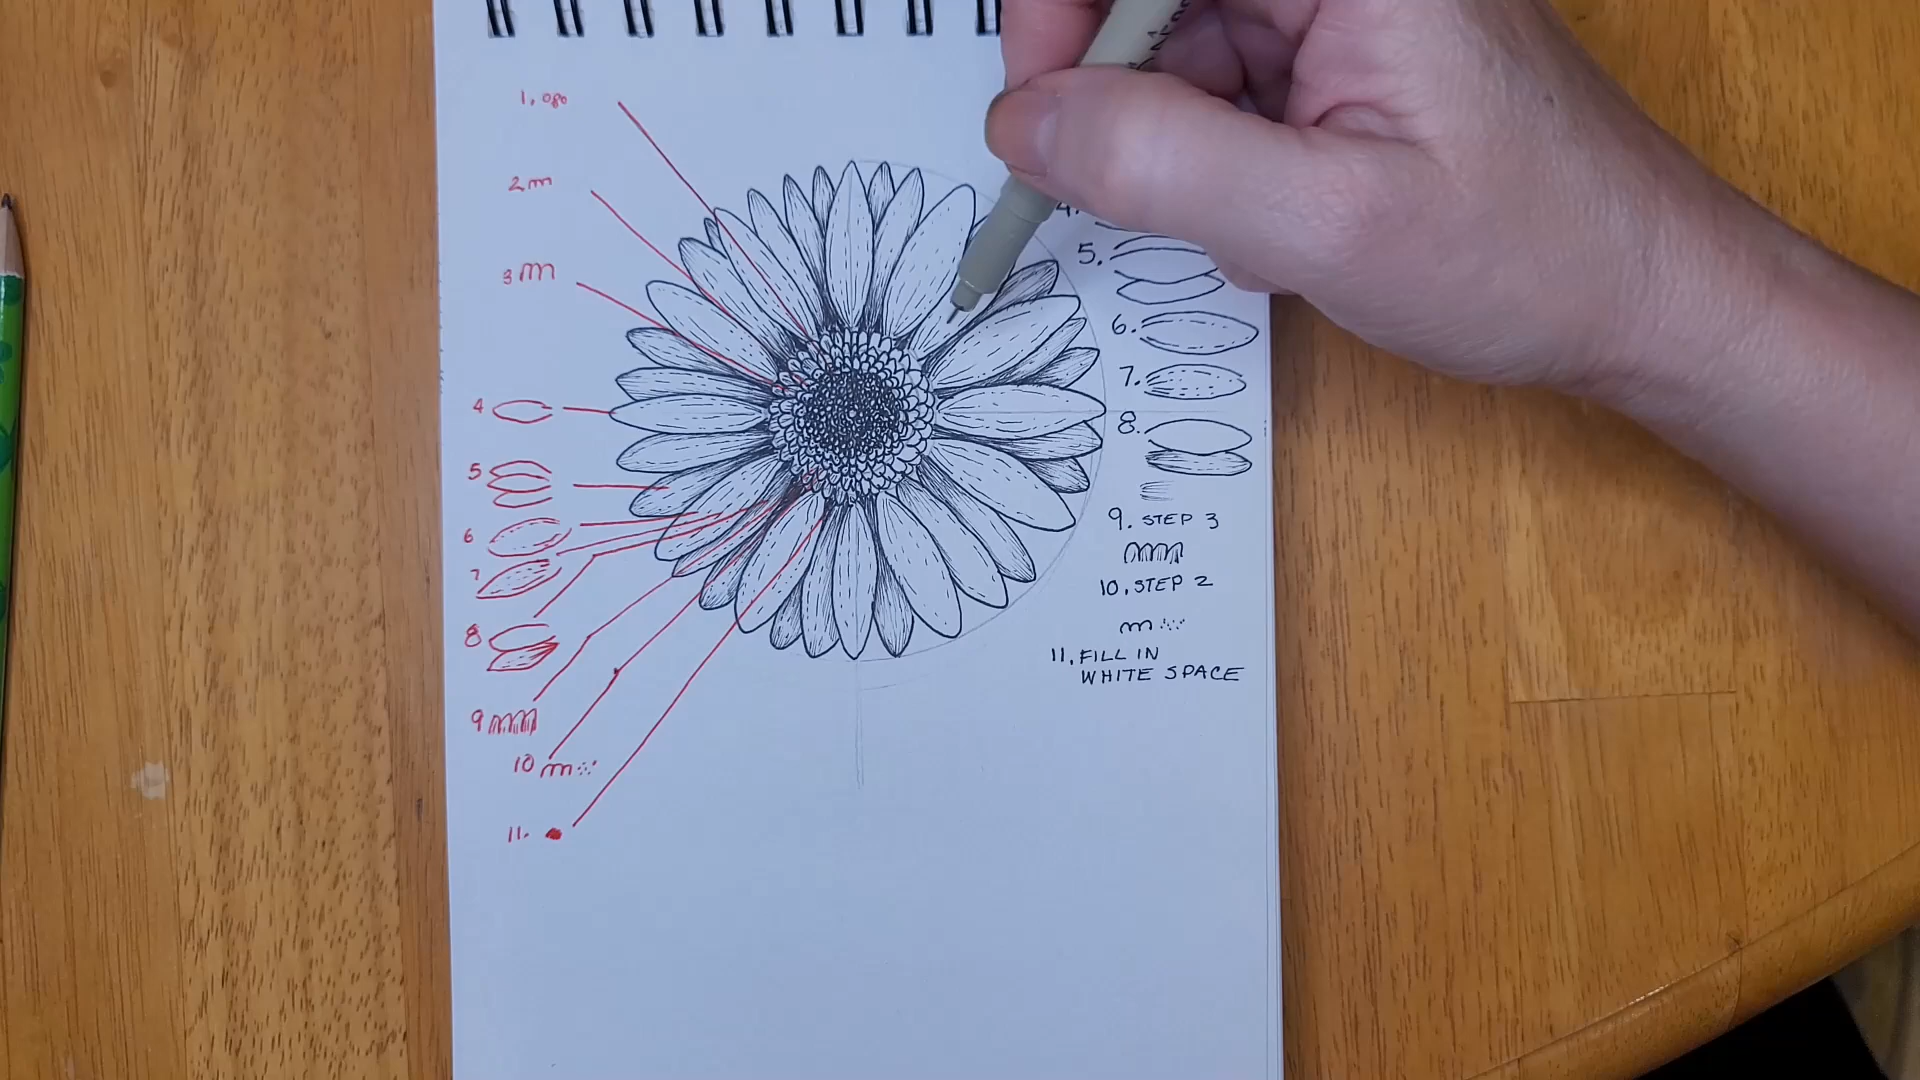 1.
2 m
3 m
4
5
6
7
8
9
10
11.
4.
5.
6.
7.
8.
9. STEP 3
10. STEP 2
11. FILL IN
WHITE SPACE